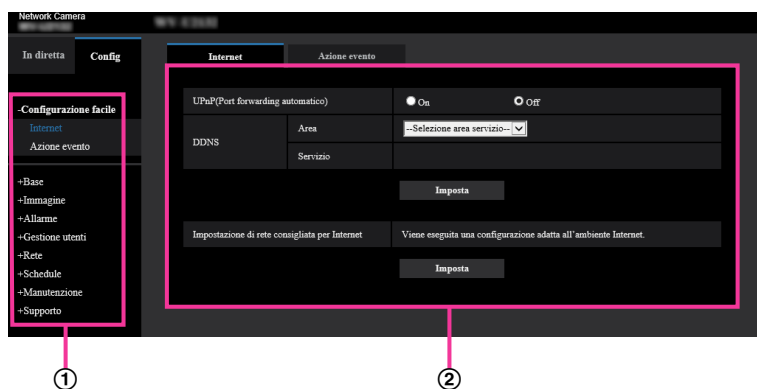 Network Camera
In diretta Config
Internet Azione evento
-Configurazione facile
Internet
Azione evento
+Base
+Immagine
+Allarme
+Gestione utenti
+Rete
+Schedule
+Manutenzione
+Supporto
UPnP(Port forwarding automatico) On Off
DDNS Area --Selezione area servizio--
Servizio
Imposta
Impostazione di rete consigliata per Internet Viene eseguita una configurazione adatta all'ambiente Internet.
Imposta
① ②